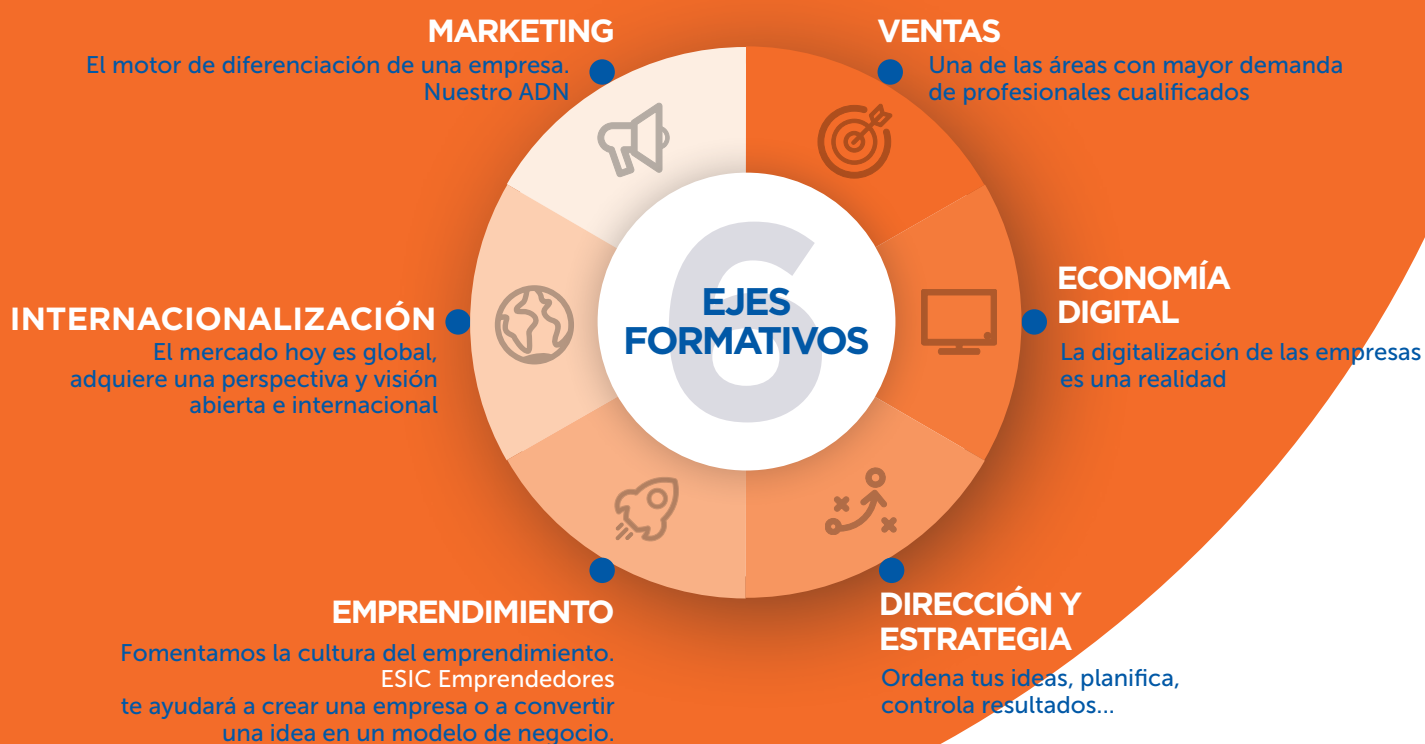 MARKETING
El motor de diferenciación de una empresa.
Nuestro ADN
VENTAS
Una de las áreas con mayor demanda
de profesionales cualificados
6
EJES
FORMATIVOS
INTERNACIONALIZACIÓN
El mercado hoy es global,
adquiere una perspectiva y visión
abierta e internacional
ECONOMÍA
DIGITAL
La digitalización de las empresas
es una realidad
EMPRENDIMIENTO
Fomentamos la cultura del emprendimiento.
ESIC Emprendedores
te ayudará a crear una empresa o a convertir
una idea en un modelo de negocio.
DIRECCIÓN Y
ESTRATEGIA
Ordena tus ideas, planifica,
controla resultados...